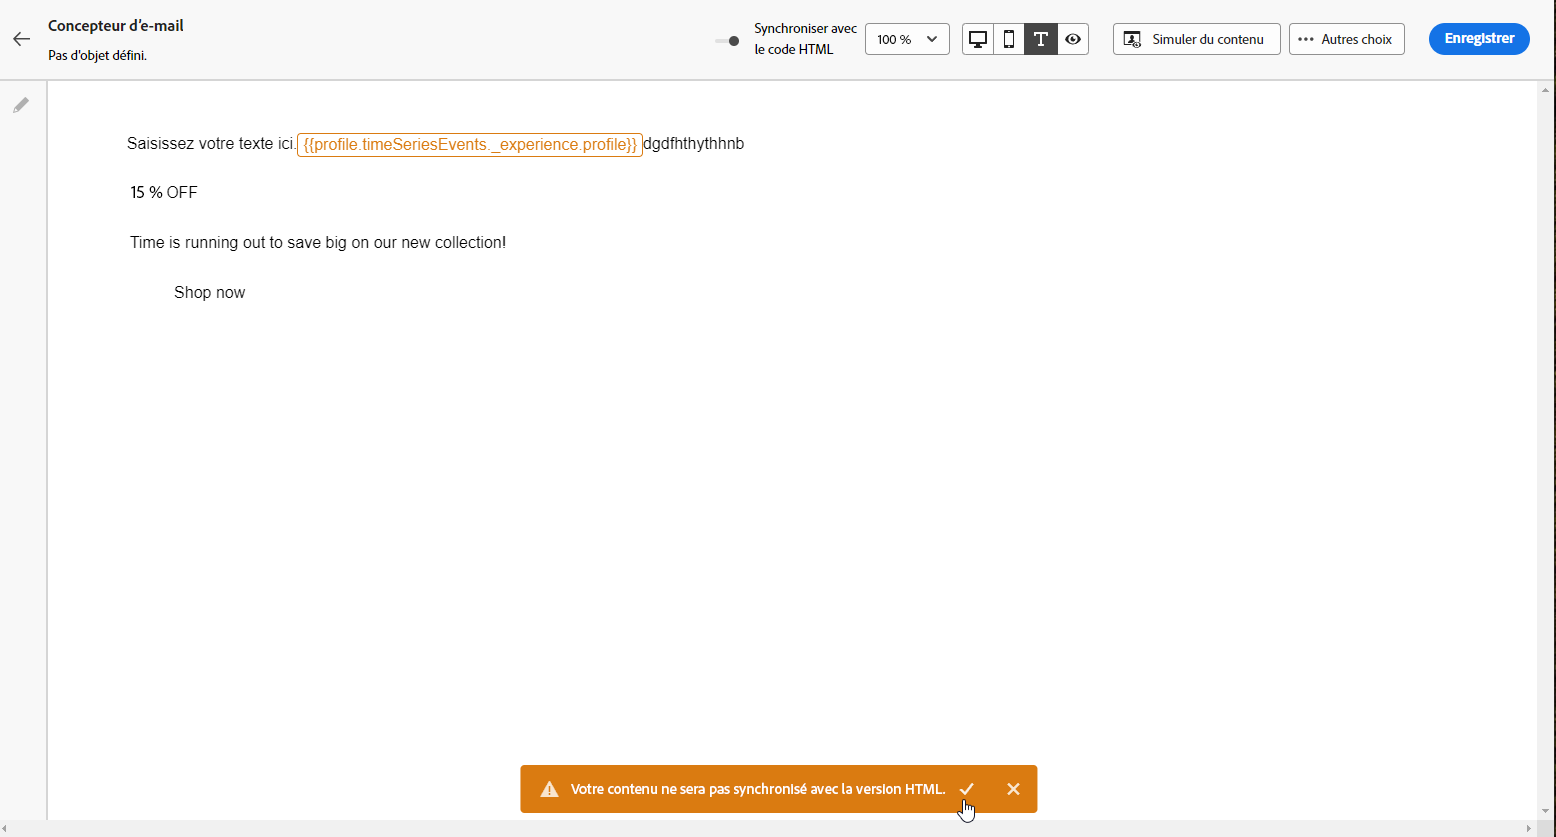 Concepteur d'e-mail
Pas d'objet défini.
Synchroniser avec
le code HTML
100 %
Simuler du contenu
Autres choix
Enregistrer
Saisissez votre texte ici. {{profile.timeSeriesEvents._experience.profile}} dgdfhthythhnb
15 % OFF
Time is running out to save big on our new collection!
Shop now
Votre contenu ne sera pas synchronisé avec la version HTML.